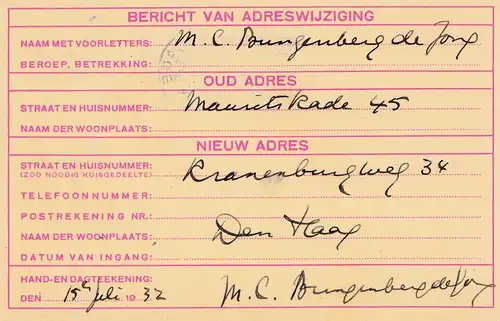 BERICHT VAN ADRESWIJZIGING
NAAM MET VOORLETTERS: M. C. Bungenberg de Jong
BEROEP, BETREKKING:
OUD ADRES
STRAAT EN HUISNUMMER: Mauritskade 45
NAAM DER WOONPLAATS:
NIEUW ADRES
STRAAT EN HUISNUMMER: Kranenburgweg 34
(ZOO NOODIG HUISGEDEELTE)
TELEFOONNUMMER:
POSTREKENING NR.:
NAAM DER WOONPLAATS: Den Haag
DATUM VAN INGANG:
HAND-EN DAGTEEKENING:
DEN 15 Juli 1932 M. C. Bungenberg de Jong